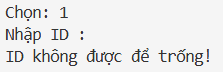 Chọn: 1
Nhập ID :
ID không được để trống!